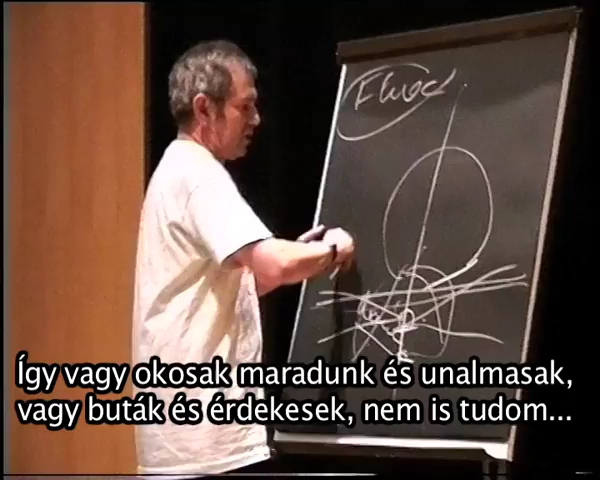 Így vagy okosak maradunk és unalmasak,
vagy buták és érdekesek, nem is tudom...